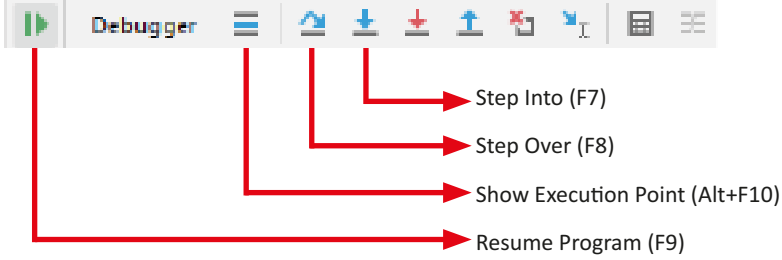 Debugger
Step Into (F7)
Step Over (F8)
Show Execution Point (Alt+F10)
Resume Program (F9)